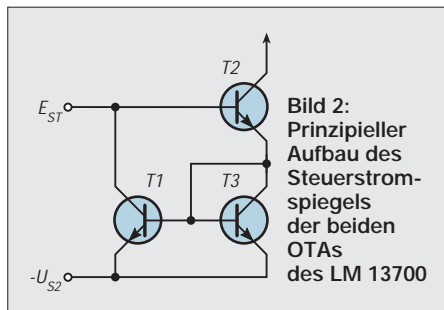 T2
E_ST
Bild 2:
Prinzipieller
Aufbau des
Steuerstrom-
spiegels
der beiden
OTAs
des LM 13700
T1
T3
-U_S2